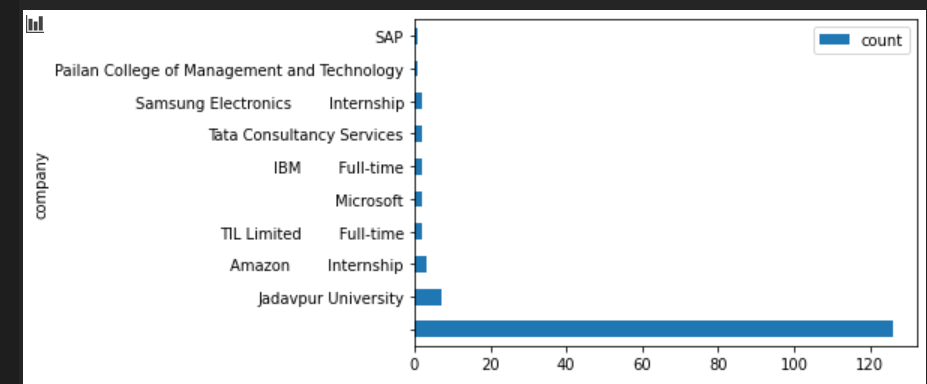 SAP
count
Pailan College of Management and Technology
Samsung Electronics Internship
Tata Consultancy Services
IBM Full-time
company
Microsoft
TIL Limited Full-time
Amazon Internship
Jadavpur University
0 20 40 60 80 100 120